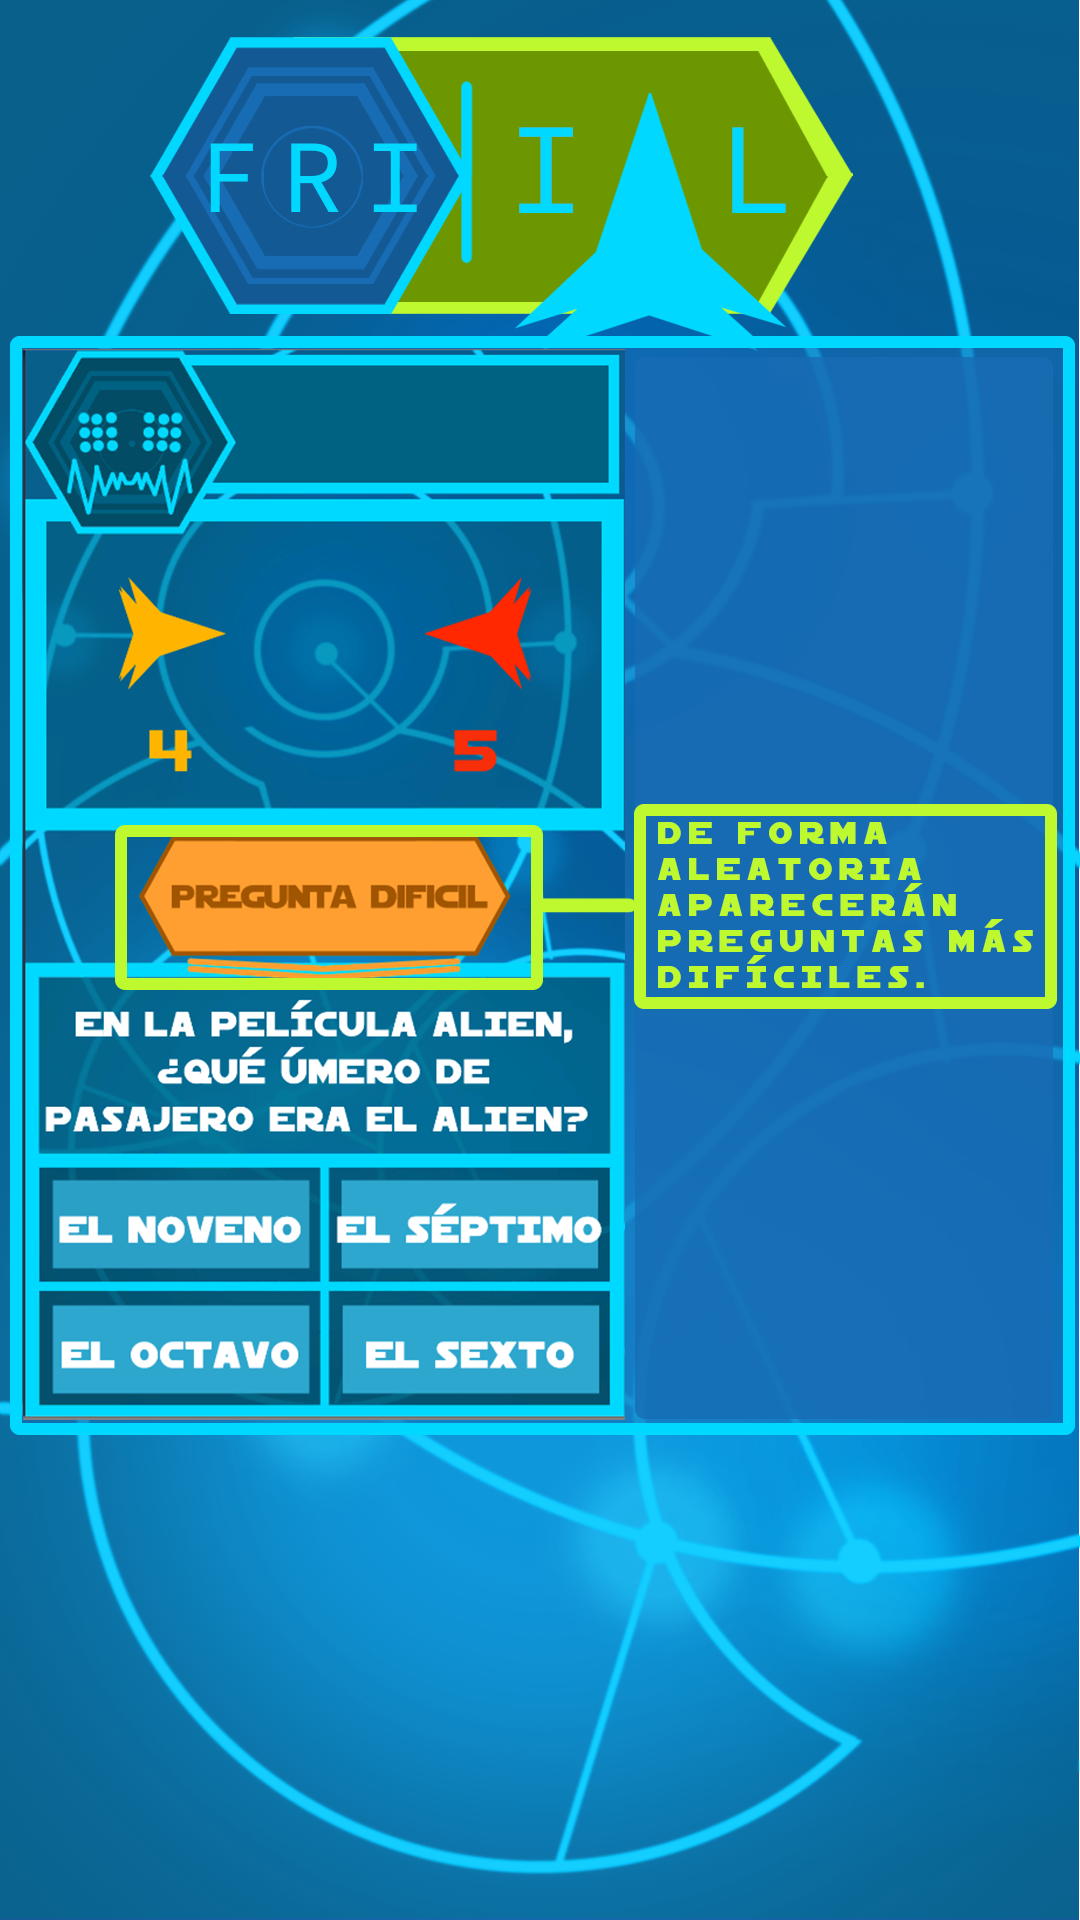 FRI IAL
4 5
PREGUNTA DIFICIL
DE FORMA
ALEATORIA
APARECERÁN
PREGUNTAS MÁS
DIFÍCILES.
EN LA PELÍCULA ALIEN,
¿QUÉ ÚMERO DE
PASAJERO ERA EL ALIEN?
EL NOVENO EL SÉPTIMO
EL OCTAVO EL SEXTO